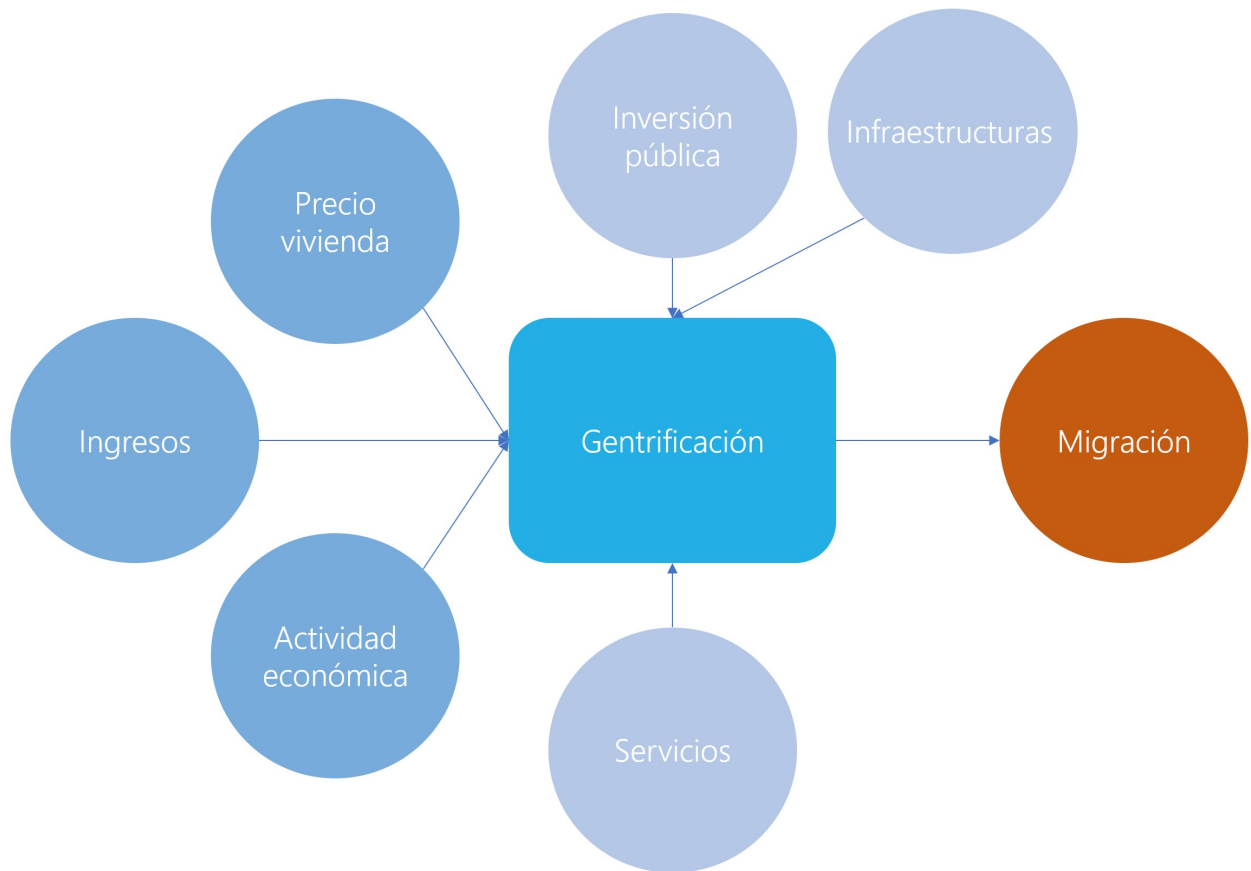 Inversión
pública
Infraestructuras
Precio
vivienda
Ingresos
Gentrificación
Migración
Actividad
económica
Servicios